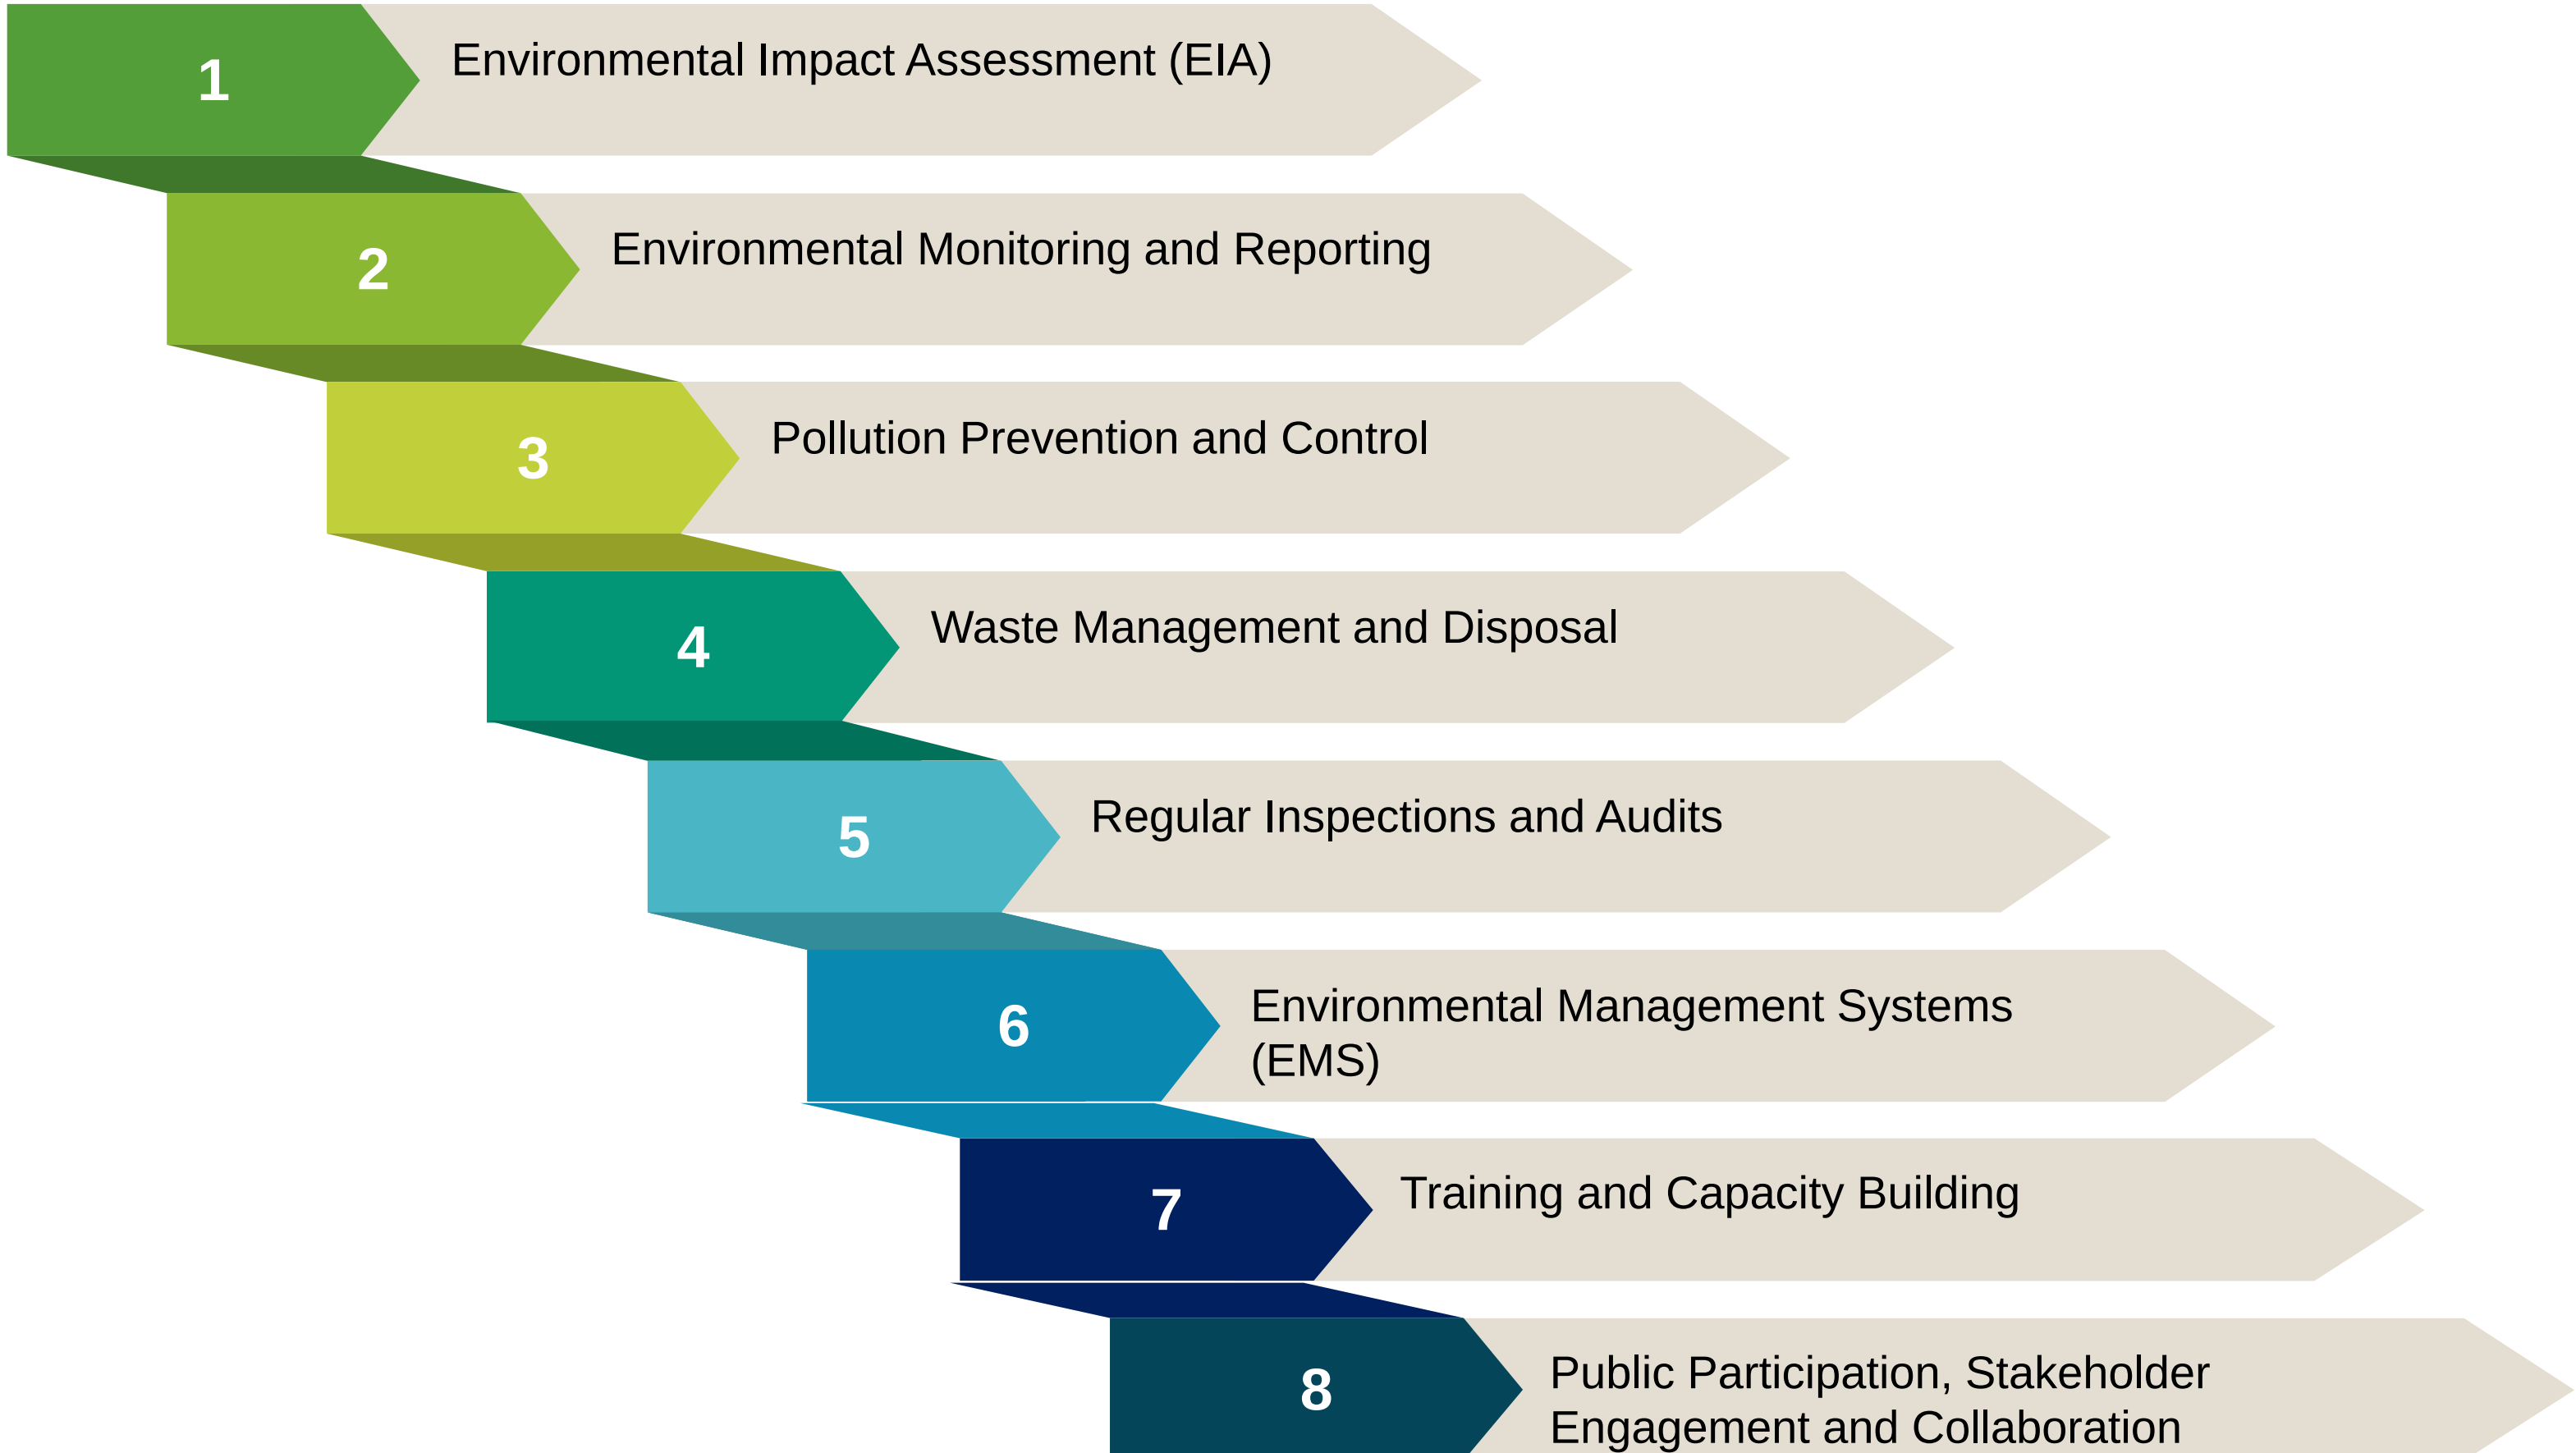 1
Environmental Impact Assessment (EIA)
2
Environmental Monitoring and Reporting
3
Pollution Prevention and Control
4
Waste Management and Disposal
5
Regular Inspections and Audits
6
Environmental Management Systems
(EMS)
7
Training and Capacity Building
8
Public Participation, Stakeholder
Engagement and Collaboration